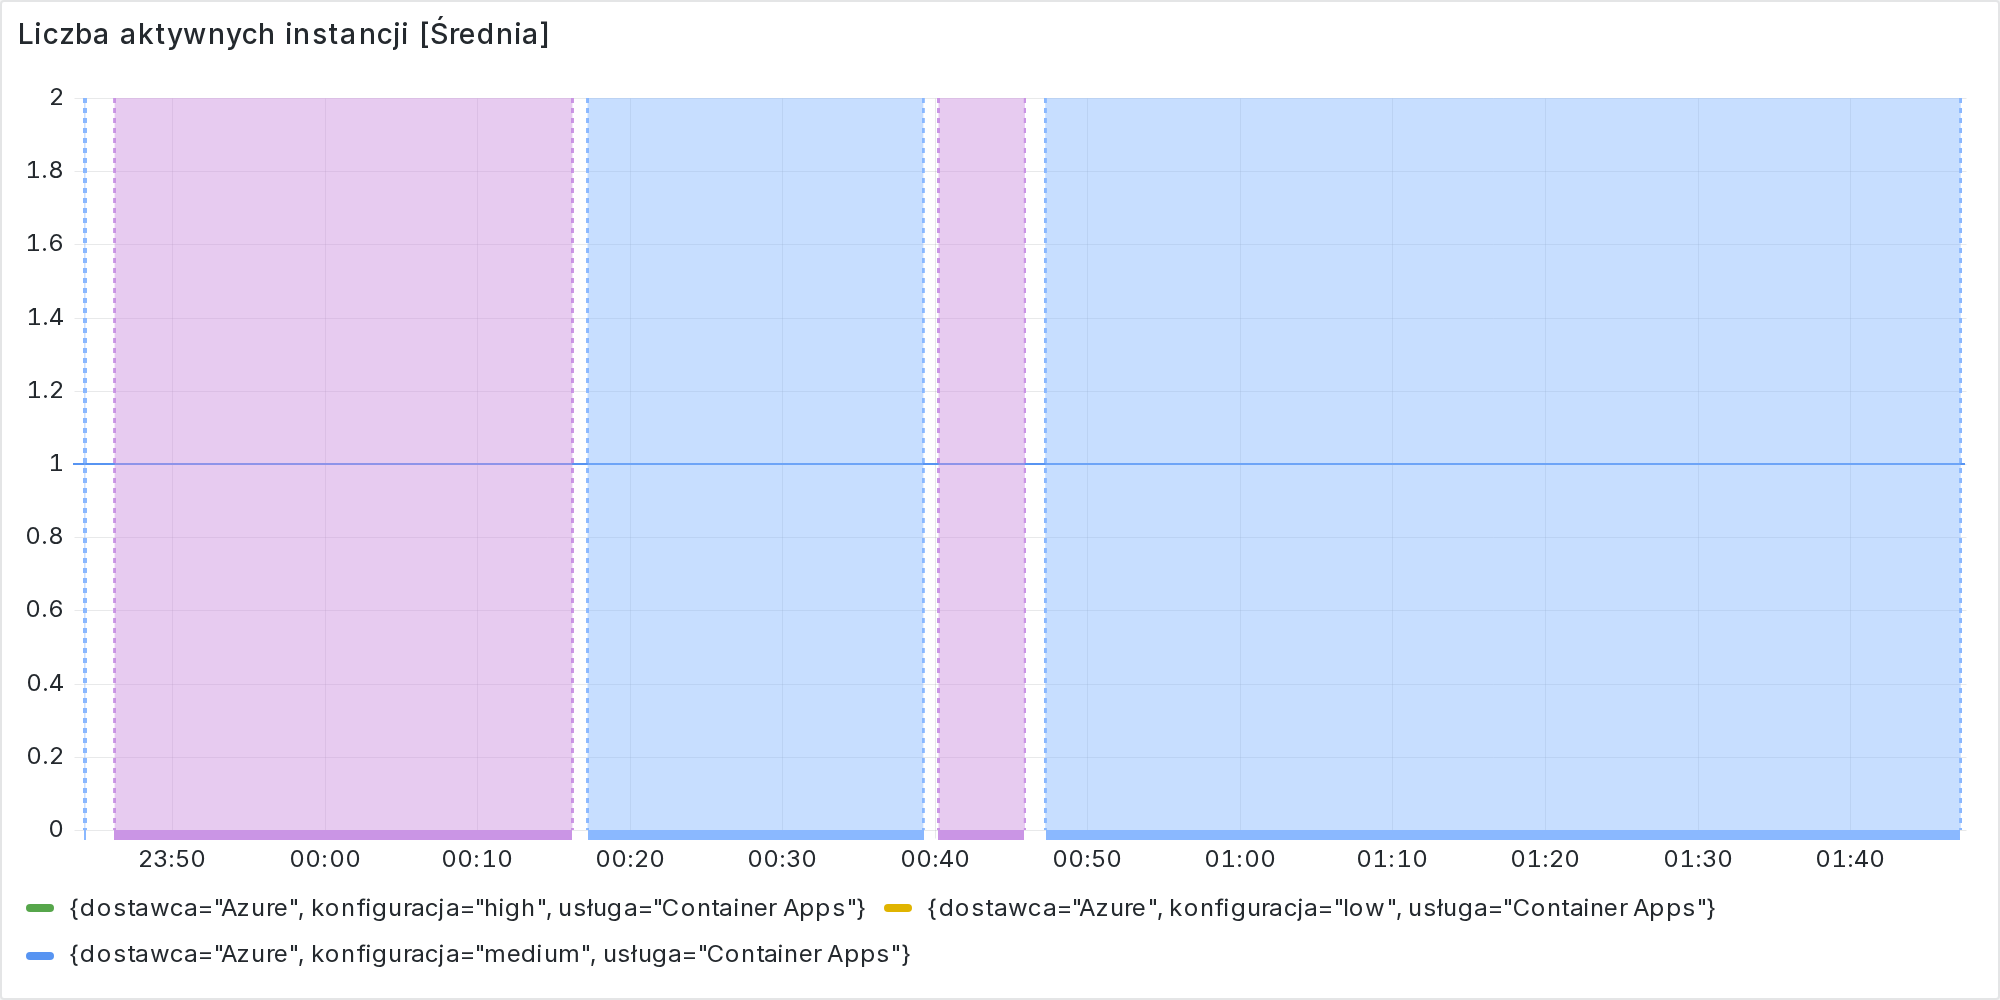 Liczba aktywnych instancji [Średnia]
2
1.8
1.6
1.4
1.2
1
0.8
0.6
0.4
0.2
0
23:50 00:00 00:10 00:20 00:30 00:40 00:50 01:00 01:10 01:20 01:30 01:40
{dostawca="Azure", konfiguracja="high", usługa="Container Apps"} {dostawca="Azure", konfiguracja="low", usługa="Container Apps"}
{dostawca="Azure", konfiguracja="medium", usługa="Container Apps"}